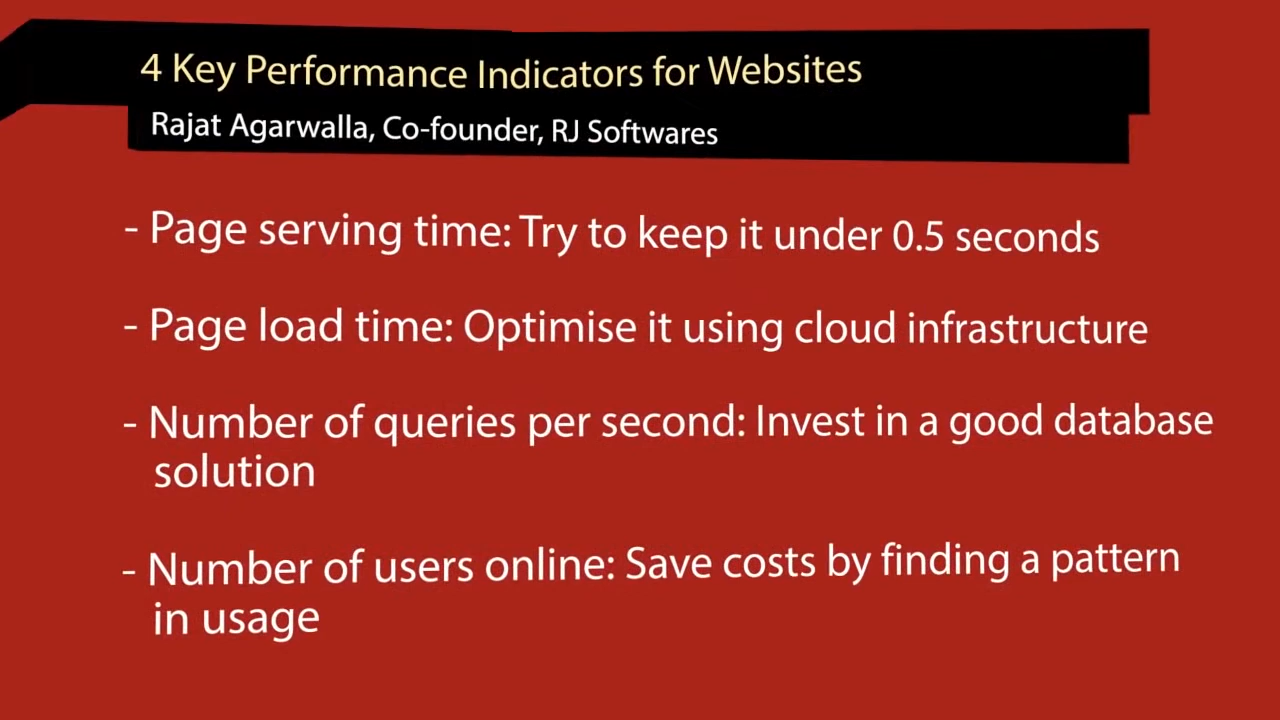 4 Key Performance Indicators for Websites
Rajat Agarwalla, Co-founder, RJ Softwares
- Page serving time: Try to keep it under 0.5 seconds
- Page load time: Optimise it using cloud infrastructure
- Number of queries per second: Invest in a good database
solution
- Number of users online: Save costs by finding a pattern
in usage